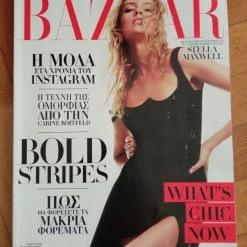 BAZAAR
STELLA
MAXWELL
Η ΜΟΔΑ
ΣΤΑ ΧΡΟΝΙΑ ΤΟΥ
INSTAGRAM
Η ΤΕΧΝΗ ΤΗΣ
ΟΜΟΡΦΙΑΣ
ΑΠΟ ΤΗΝ
CARINE ROITFELD
BOLD
STRIPES
ΠΩΣ
ΘΑ ΦΟΡΕΣΕΤΕ ΤΑ
ΜΑΚΡΙΑ
ΦΟΡΕΜΑΤΑ
WHAT'S
CHIC
NOW